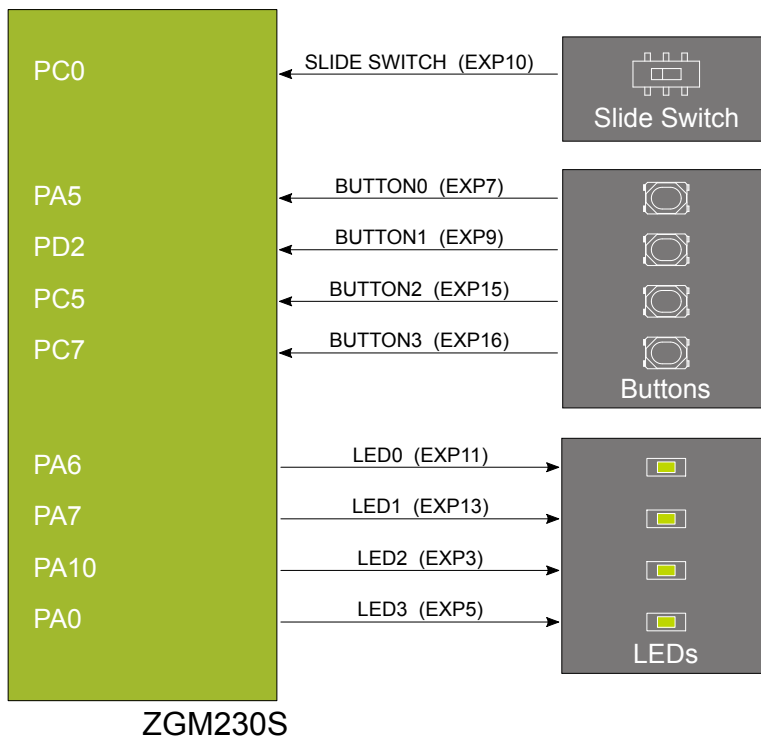 PC0
SLIDE SWITCH (EXP10)
Slide Switch
PA5
BUTTON0 (EXP7)
PD2
BUTTON1 (EXP9)
PC5
BUTTON2 (EXP15)
PC7
BUTTON3 (EXP16)
Buttons
PA6
LED0 (EXP11)
PA7
LED1 (EXP13)
PA10
LED2 (EXP3)
PA0
LED3 (EXP5)
LEDs
ZGM230S